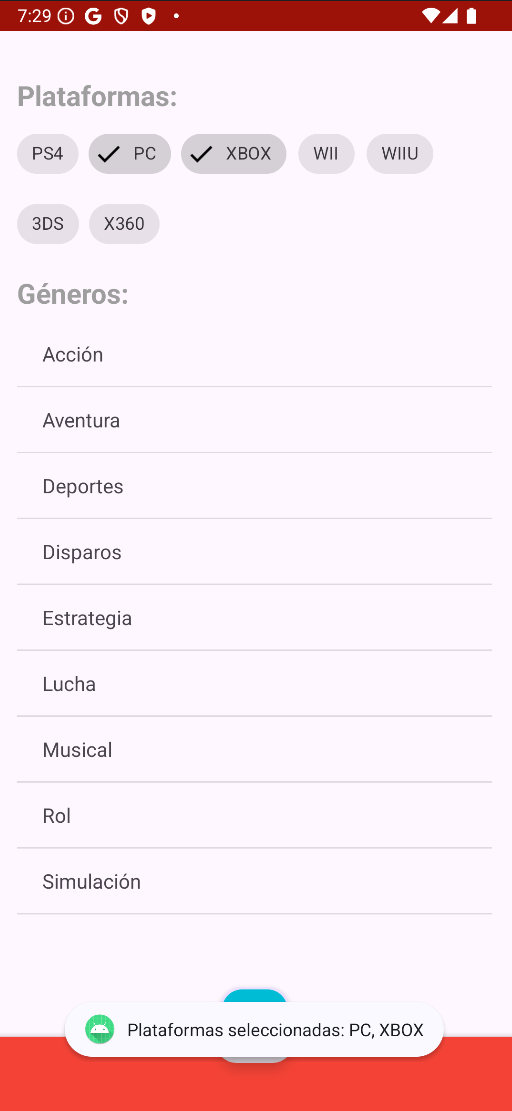 7:29
Plataformas:
PS4 PC XBOX WII WIIU
3DS X360
Géneros:
Acción
Aventura
Deportes
Disparos
Estrategia
Lucha
Musical
Rol
Simulación
Plataformas seleccionadas: PC, XBOX